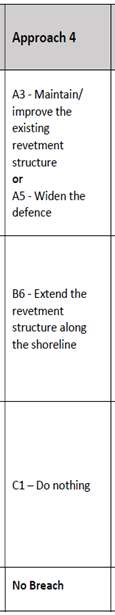 Approach 4
A3 - Maintain/
improve the
existing
revetment
structure
or
A5 - Widen the
defence
B6 - Extend the
revetment
structure along
the shoreline
C1 – Do nothing
No Breach